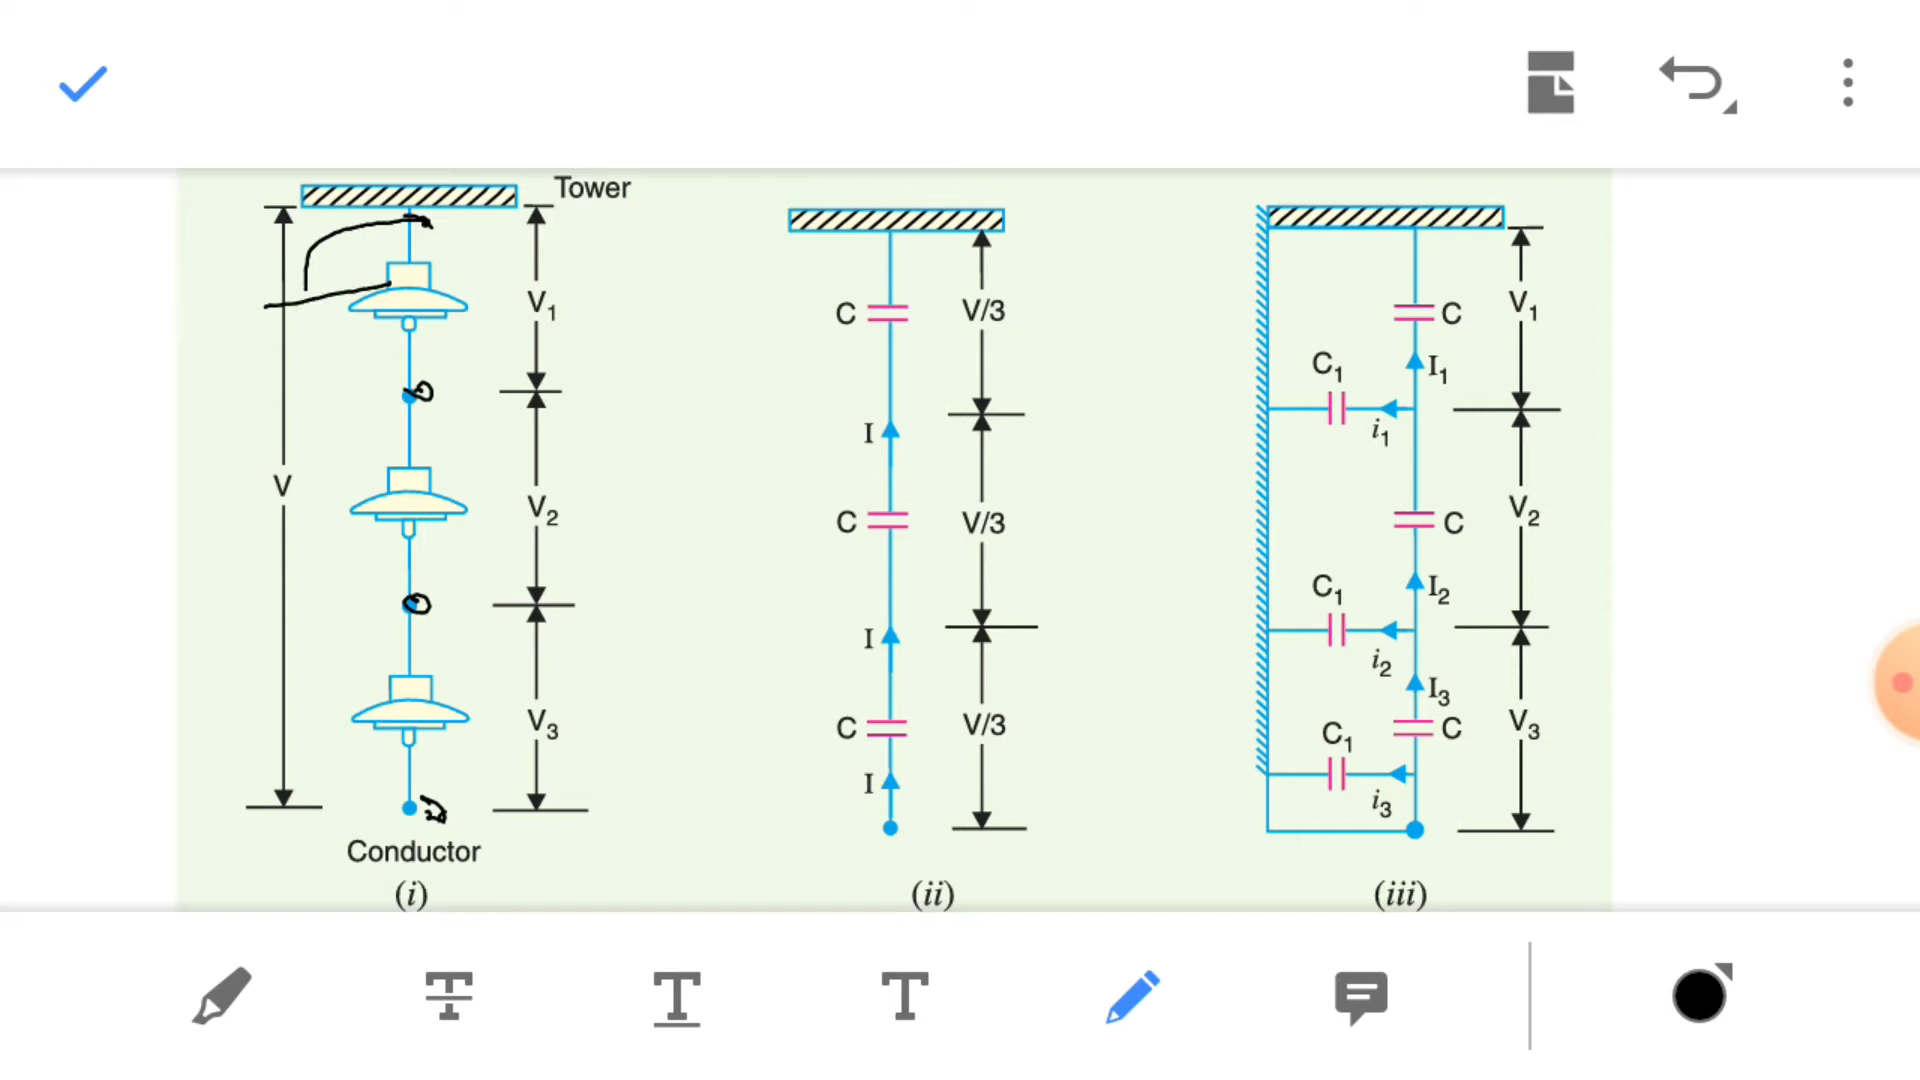 Tower
V
V1
V2
V3
Conductor
(i)
C
V/3
I
C
V/3
I
C
V/3
I
(ii)
C
V1
C1
I1
i1
C
V2
C1
I2
i2
I3
C1
C
V3
i3
(iii)
T
T
T